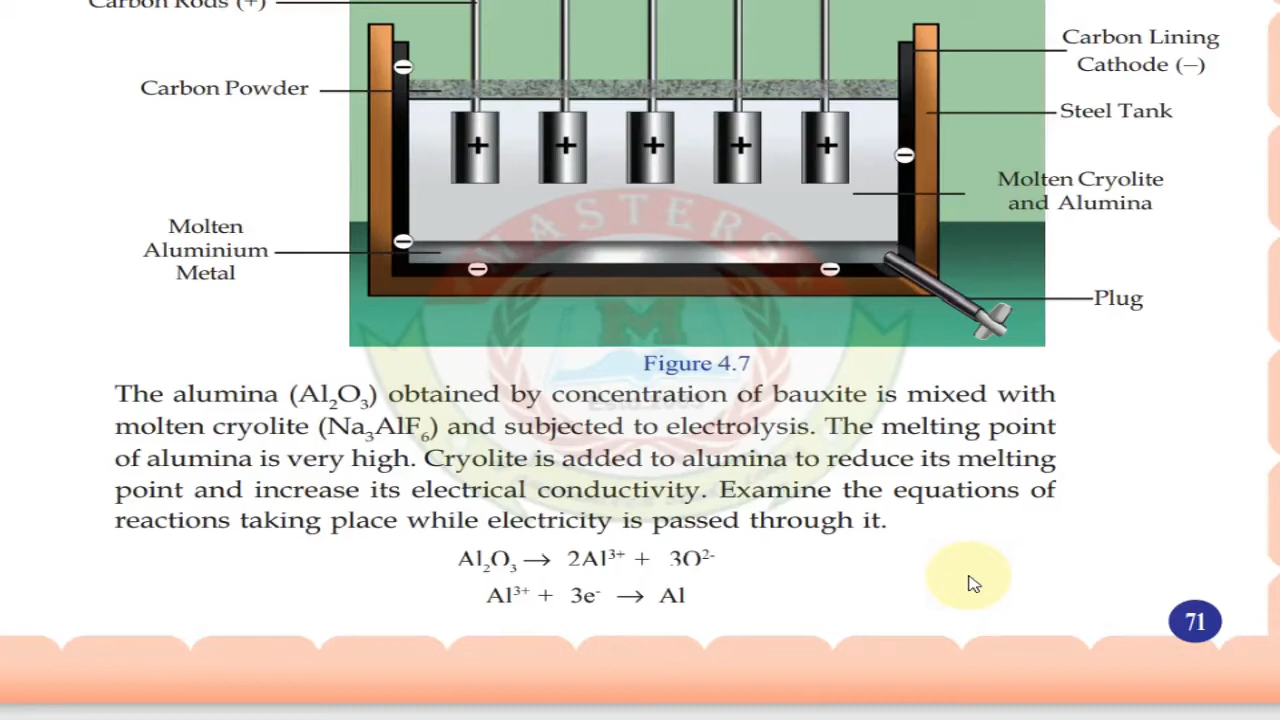 Carbon Rods (+)
Carbon Lining
Cathode (−)
Carbon Powder
Steel Tank
+ + + + +
Molten Cryolite
and Alumina
Molten
Aluminium
Metal
Plug
MASTERS
M
Figure 4.7
The alumina (Al₂O₃) obtained by concentration of bauxite is mixed with
molten cryolite (Na₃AlF₆) and subjected to electrolysis. The melting point
of alumina is very high. Cryolite is added to alumina to reduce its melting
point and increase its electrical conductivity. Examine the equations of
reactions taking place while electricity is passed through it.
Al₂O₃ → 2Al³⁺ + 3O²⁻
Al³⁺ + 3e⁻ → Al
71